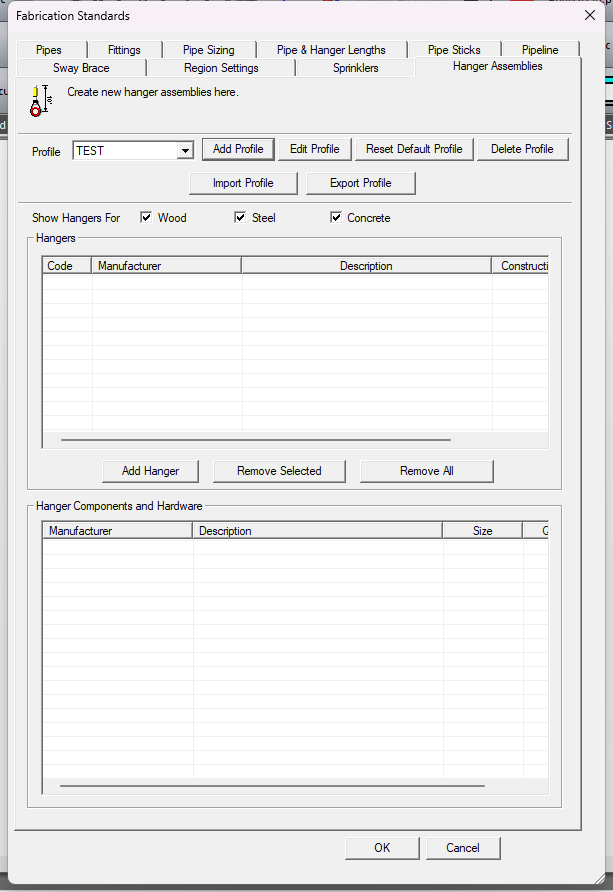 Fabrication Standards
Pipes Fittings Pipe Sizing Pipe & Hanger Lengths Pipe Sticks Pipeline
Sway Brace Region Settings Sprinklers Hanger Assemblies
Create new hanger assemblies here.
Profile TEST Add Profile Edit Profile Reset Default Profile Delete Profile
Import Profile Export Profile
Show Hangers For Wood Steel Concrete
Hangers
Code Manufacturer Description Constructi
Add Hanger Remove Selected Remove All
Hanger Components and Hardware
Manufacturer Description Size
OK Cancel